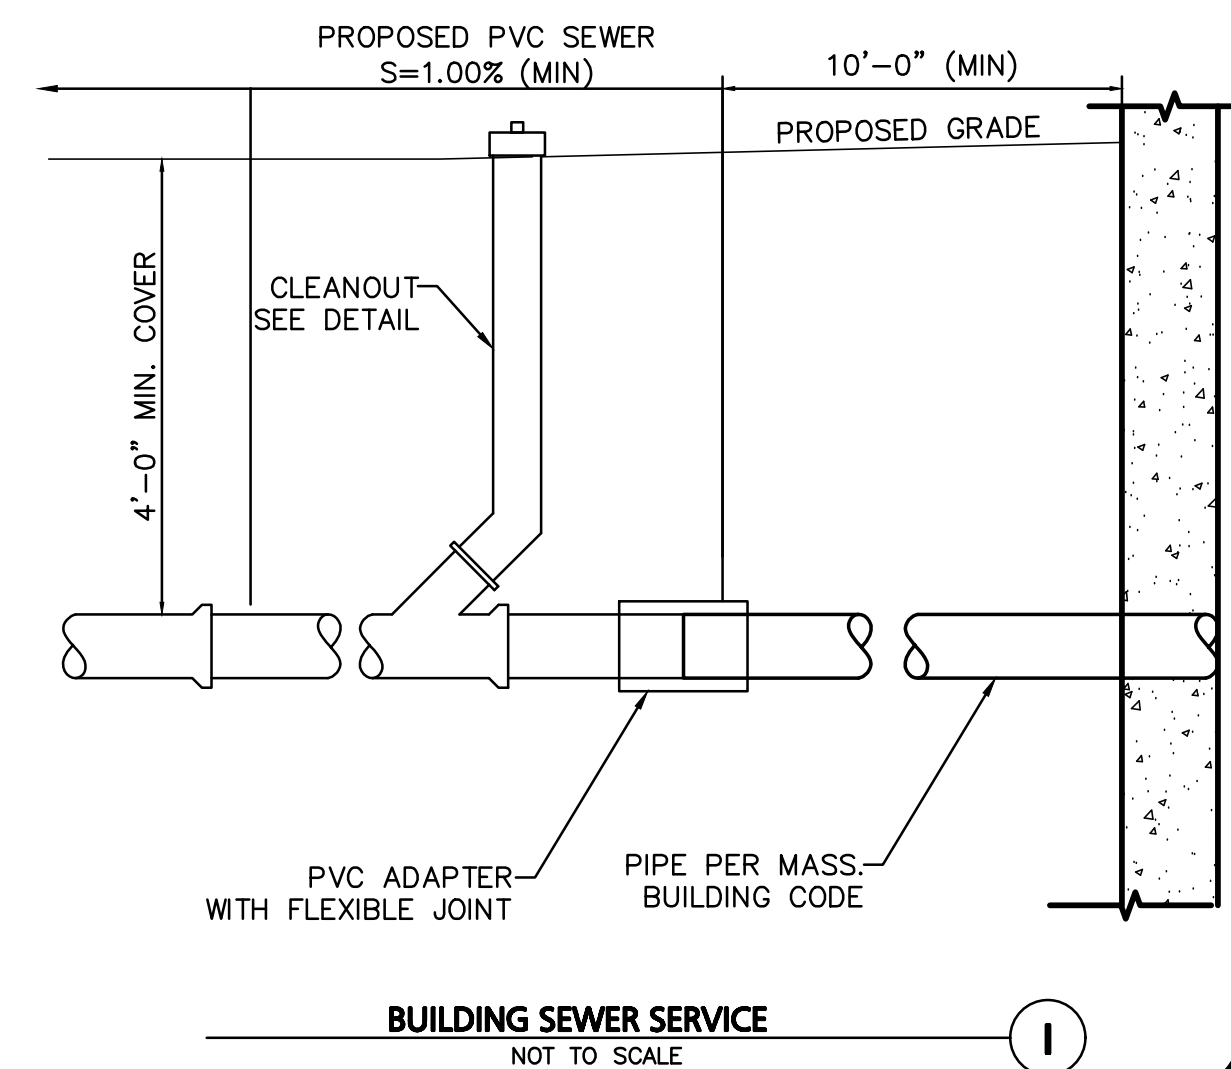 PROPOSED PVC SEWER
S=1.00% (MIN)
10'-0" (MIN)
PROPOSED GRADE
4'-0" MIN. COVER
CLEANOUT
SEE DETAIL
PVC ADAPTER
WITH FLEXIBLE JOINT
PIPE PER MASS.
BUILDING CODE
BUILDING SEWER SERVICE
NOT TO SCALE
1